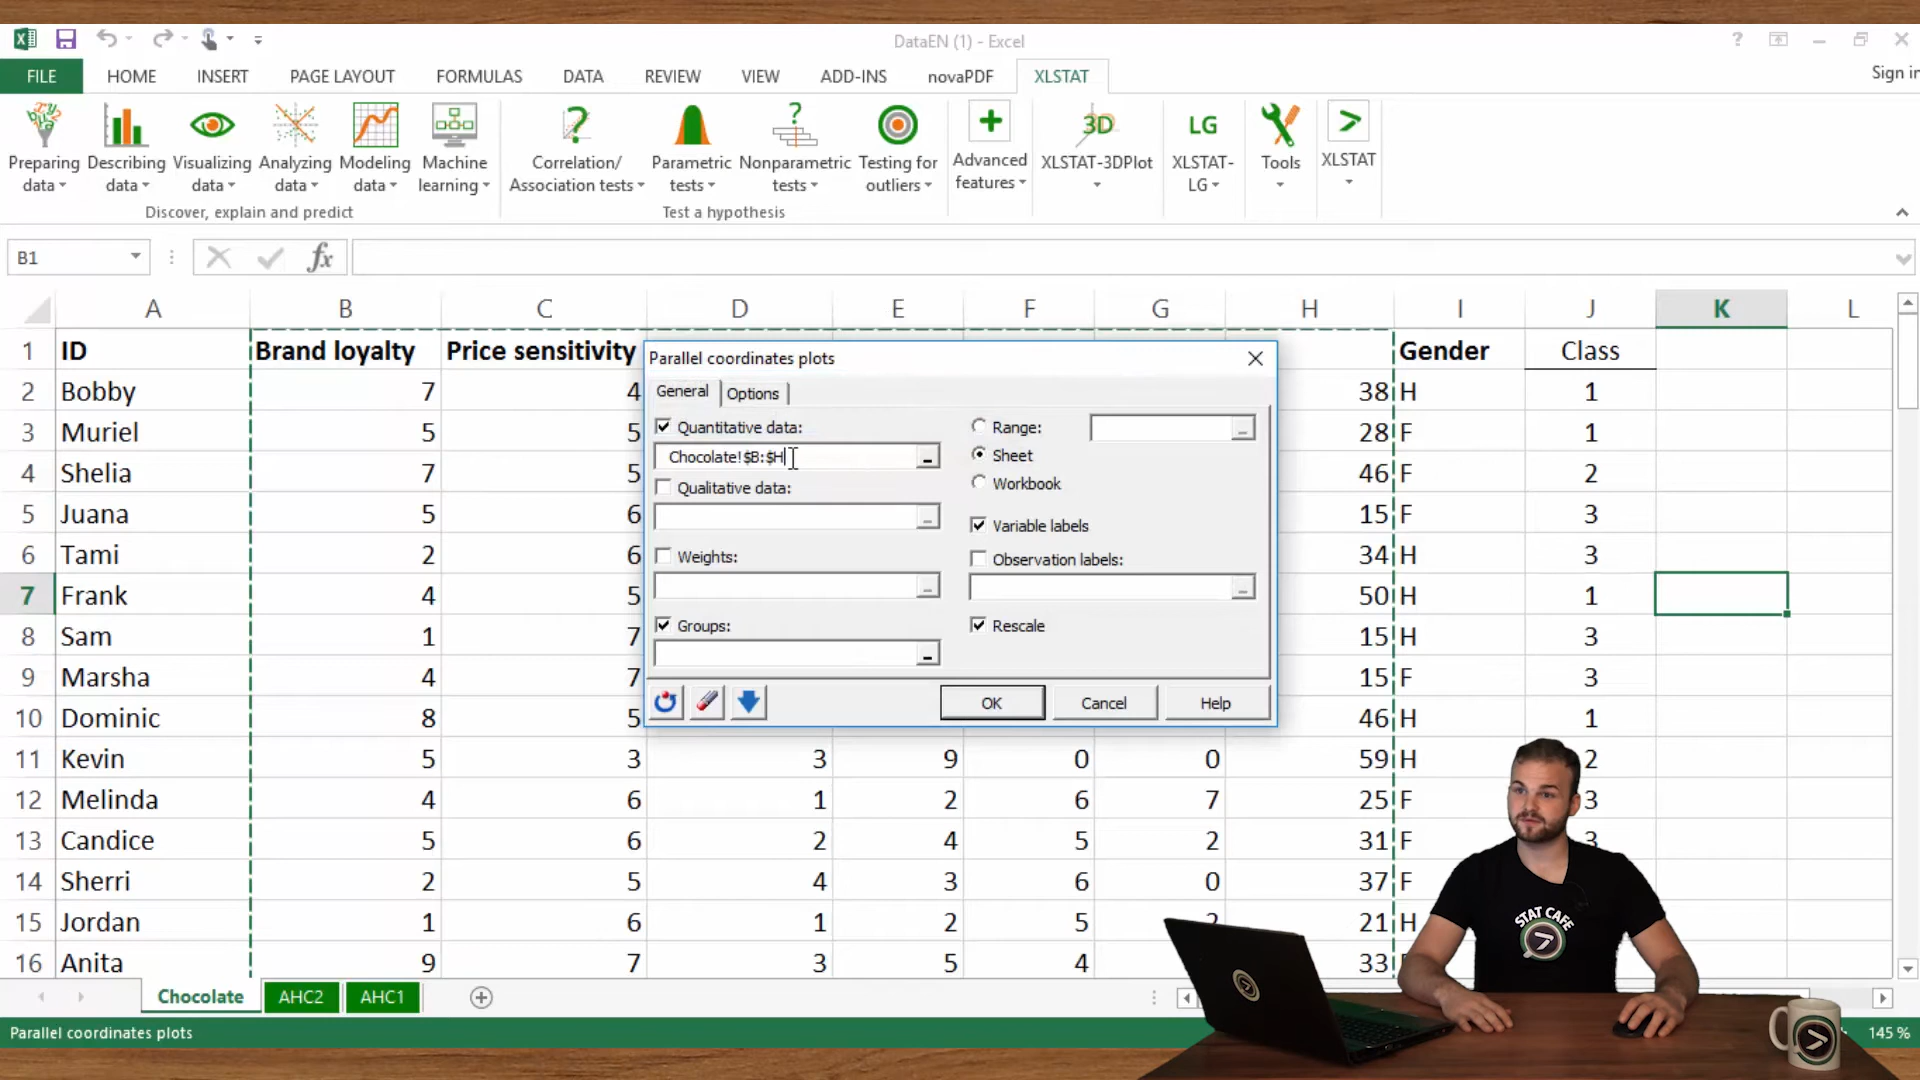 DataEN (1) - Excel
?
FILE HOME INSERT PAGE LAYOUT FORMULAS DATA REVIEW VIEW ADD-INS novaPDF XLSTAT Sign in
Preparing data Describing data Visualizing data Analyzing data Modeling data Machine learning Correlation/ Association tests Parametric tests Nonparametric tests Testing for outliers Advanced features XLSTAT-3DPlot XLSTAT-LG Tools XLSTAT
Discover, explain and predict Test a hypothesis
B1 fx
A B C D E F G H I J K L
1 ID Brand loyalty Price sensitivity Gender Class
2 Bobby 7 4 38 H 1
3 Muriel 5 5 28 F 1
4 Shelia 7 5 46 F 2
5 Juana 5 6 15 F 3
6 Tami 2 6 34 H 3
7 Frank 4 5 50 H 1
8 Sam 1 7 15 H 3
9 Marsha 4 7 15 F 3
10 Dominic 8 5 46 H 1
11 Kevin 5 3 3 9 0 0 59 H 2
12 Melinda 4 6 1 2 6 7 25 F 3
13 Candice 5 6 2 4 5 2 31 F 3
14 Sherri 2 5 4 3 6 0 37 F
15 Jordan 1 6 1 2 5 2 21 H
16 Anita 9 7 3 5 4 33
Parallel coordinates plots
General Options
Quantitative data:
Chocolate!$B:$H
Qualitative data:
Weights:
Groups:
Range:
Sheet
Workbook
Variable labels
Observation labels:
Rescale
OK Cancel Help
STAT CAFE
Chocolate AHC2 AHC1
Parallel coordinates plots 145 %